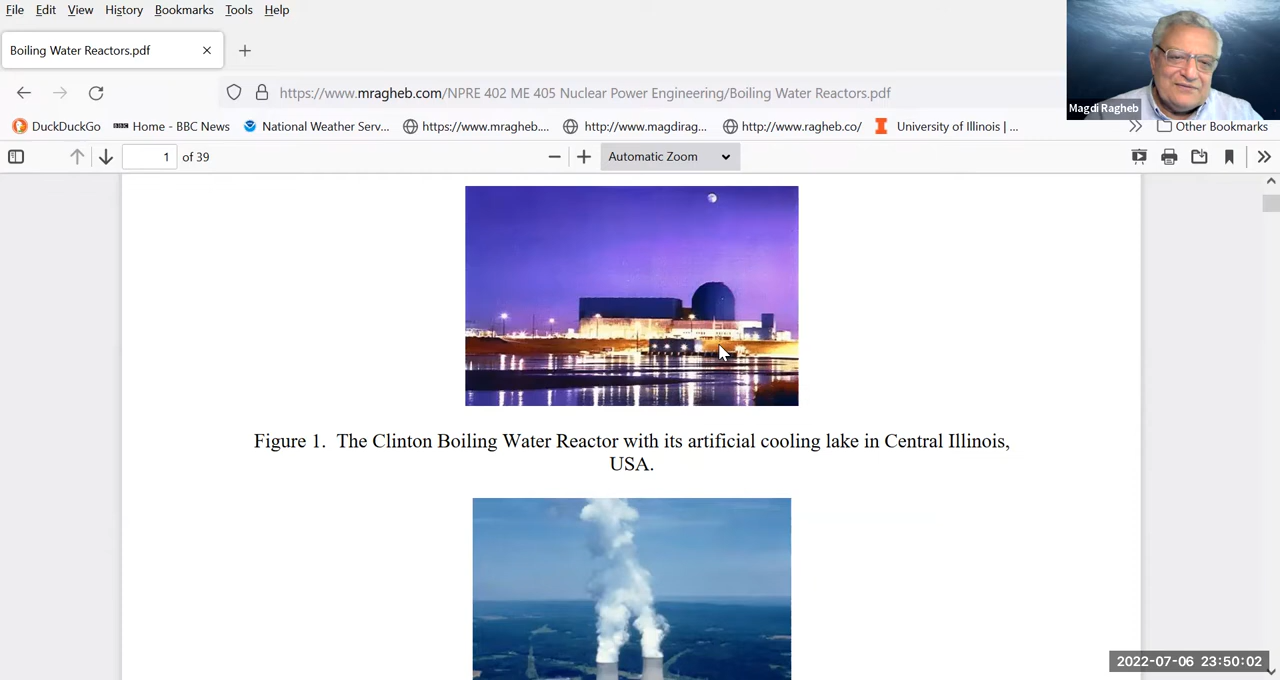 File Edit View History Bookmarks Tools Help
Boiling Water Reactors.pdf
https://www.mragheb.com/NPRE 402 ME 405 Nuclear Power Engineering/Boiling Water Reactors.pdf
Magdi Ragheb
DuckDuckGo BBC Home - BBC News National Weather Serv... https://www.mragheb.... http://www.magdirag... http://www.ragheb.co/ University of Illinois | ... Other Bookmarks
1 of 39 Automatic Zoom
Figure 1. The Clinton Boiling Water Reactor with its artificial cooling lake in Central Illinois,
USA.
2022-07-06 23:50:02